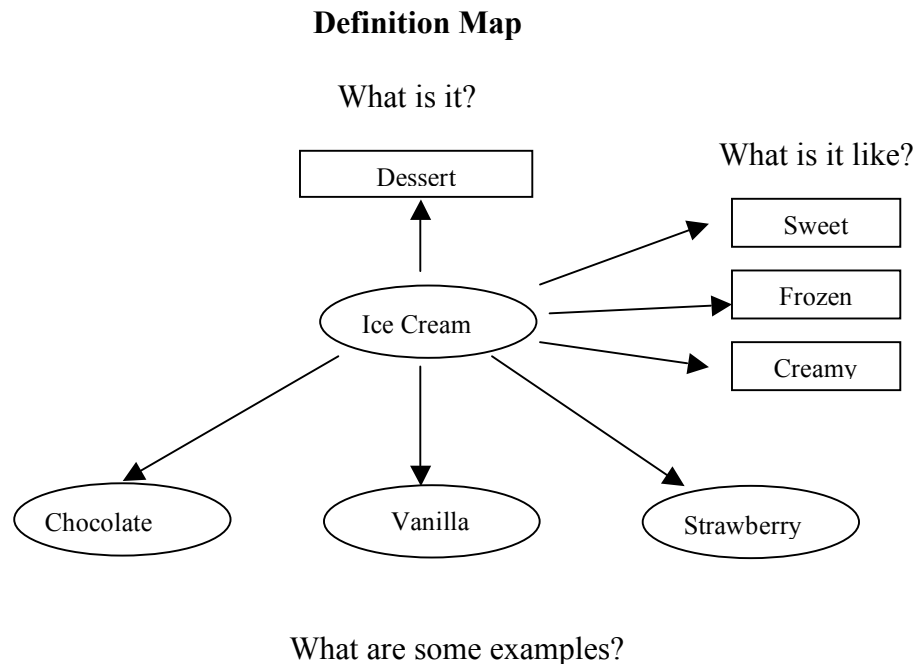 Definition Map
What is it?
What is it like?
Dessert
Sweet
Frozen
Ice Cream
Creamy
Chocolate
Vanilla
Strawberry
What are some examples?